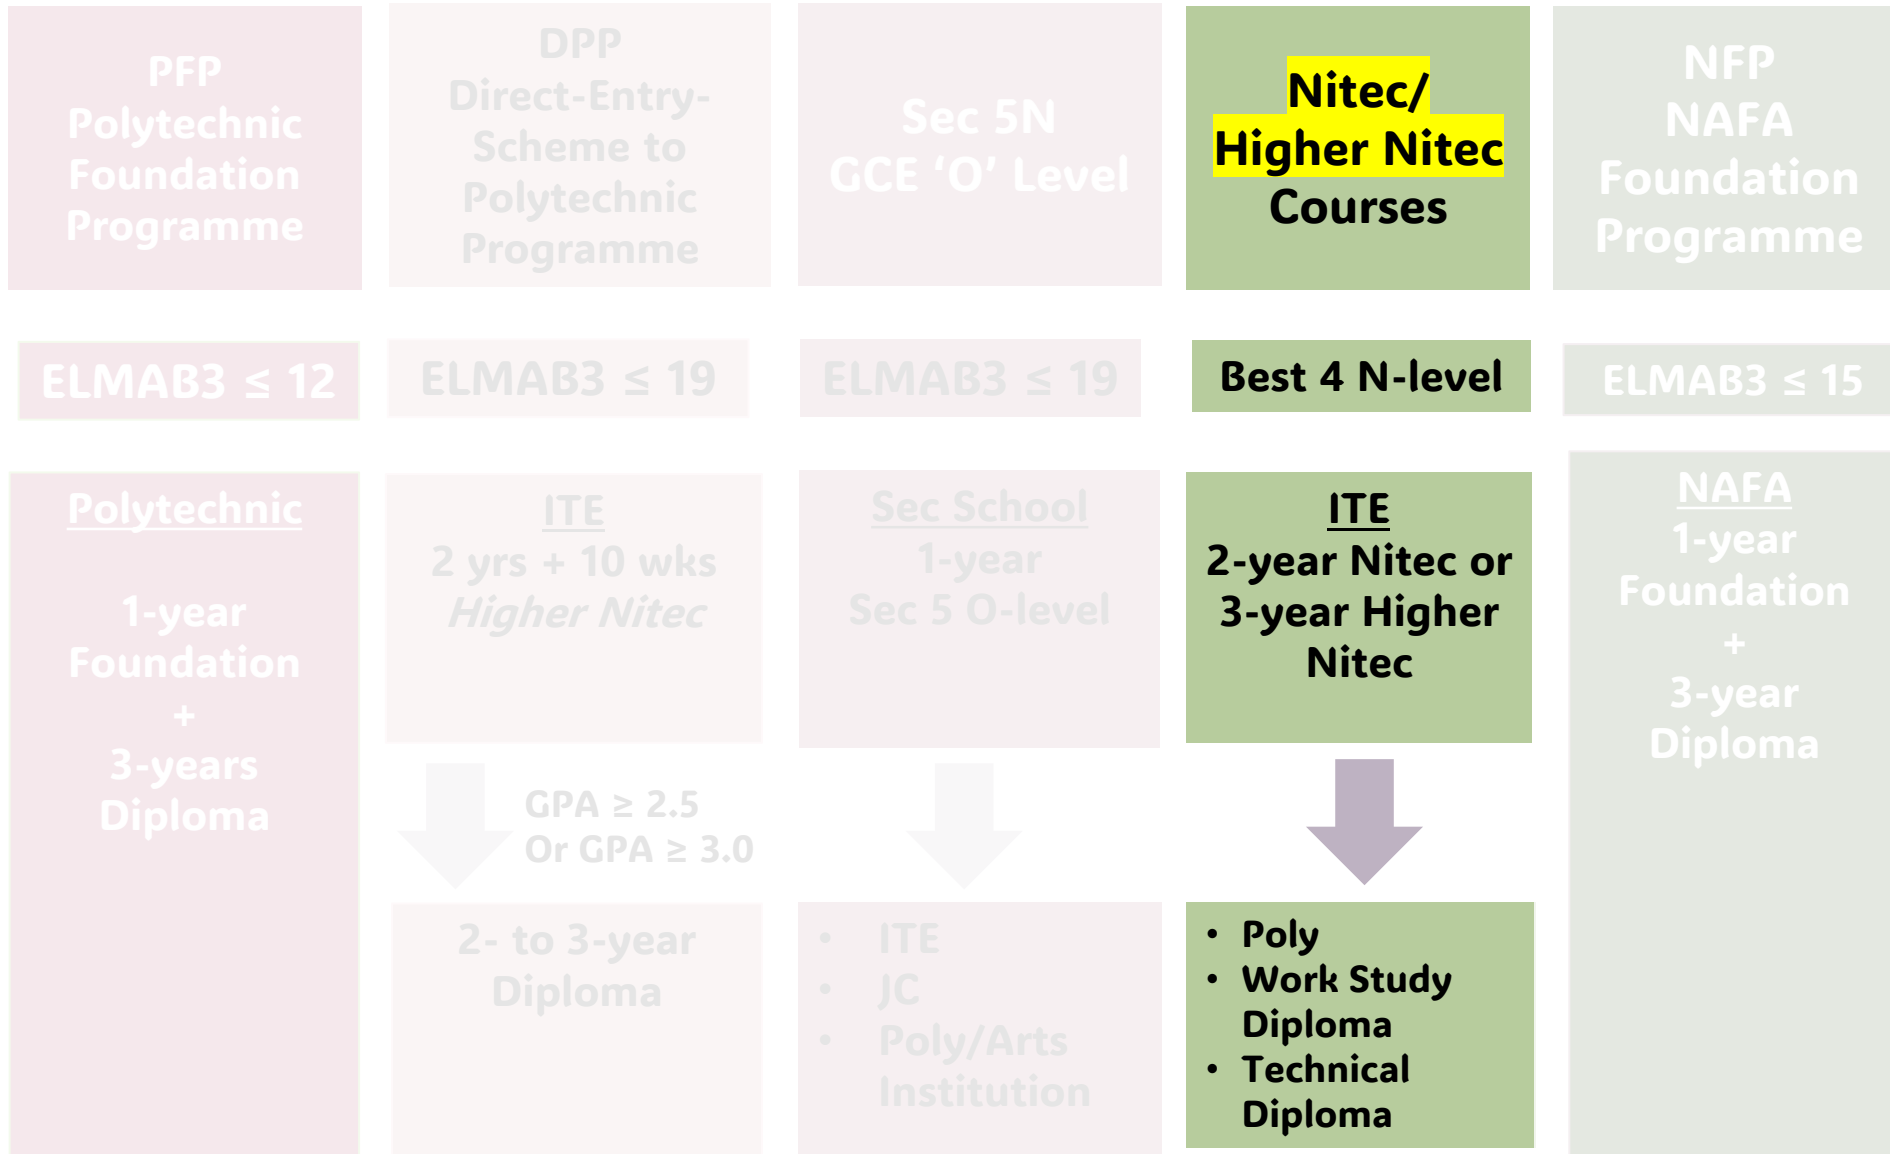 PFP
Polytechnic
Foundation
Programme
DPP
Direct-Entry-
Scheme to
Polytechnic
Programme
Sec 5N
GCE ‘O’ Level
Nitec/
Higher Nitec
Courses
NFP
NAFA
Foundation
Programme
ELMAB3 ≤ 12
ELMAB3 ≤ 19
ELMAB3 ≤ 19
Best 4 N-level
ELMAB3 ≤ 15
Polytechnic
1-year
Foundation
+
3-years
Diploma
ITE
2 yrs + 10 wks
Higher Nitec
GPA ≥ 2.5
Or GPA ≥ 3.0
2- to 3-year
Diploma
Sec School
1-year
Sec 5 O-level
• ITE
• JC
• Poly/Arts
Institution
ITE
2-year Nitec or
3-year Higher
Nitec
• Poly
• Work Study
Diploma
• Technical
Diploma
NAFA
1-year
Foundation
+
3-year
Diploma